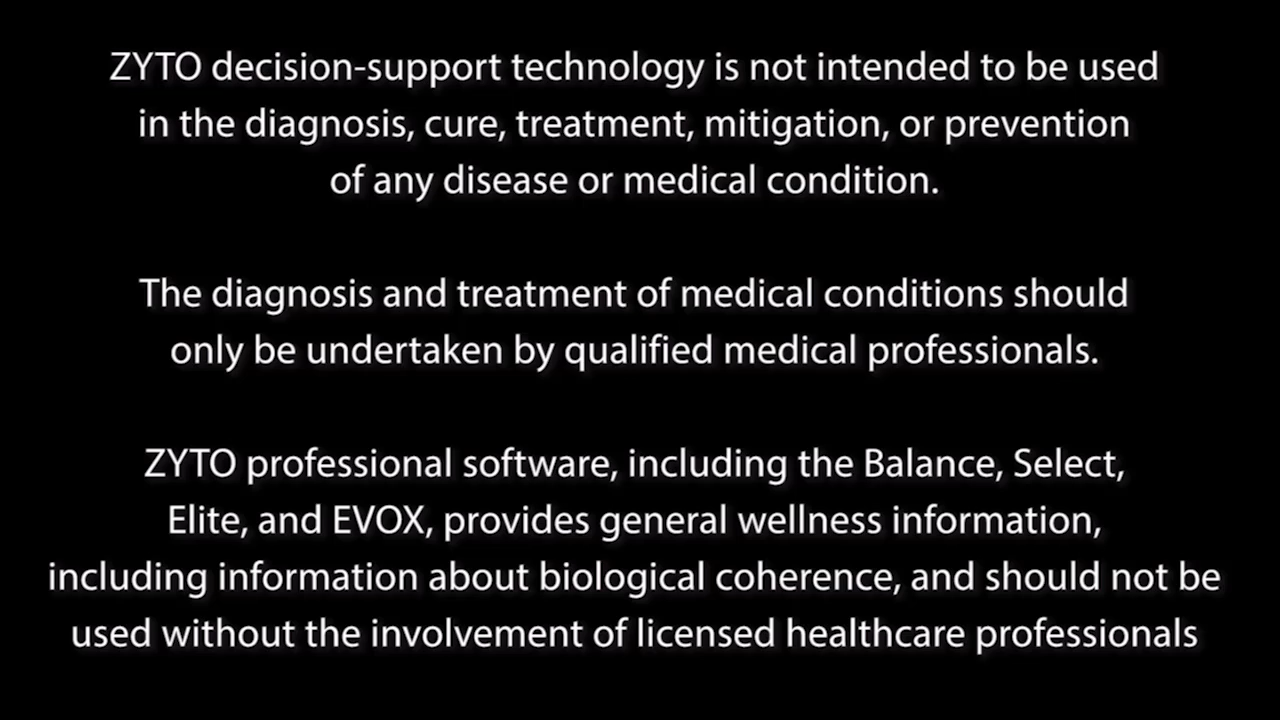 ZYTO decision-support technology is not intended to be used
in the diagnosis, cure, treatment, mitigation, or prevention
of any disease or medical condition.
The diagnosis and treatment of medical conditions should
only be undertaken by qualified medical professionals.
ZYTO professional software, including the Balance, Select,
Elite, and EVOX, provides general wellness information,
including information about biological coherence, and should not be
used without the involvement of licensed healthcare professionals